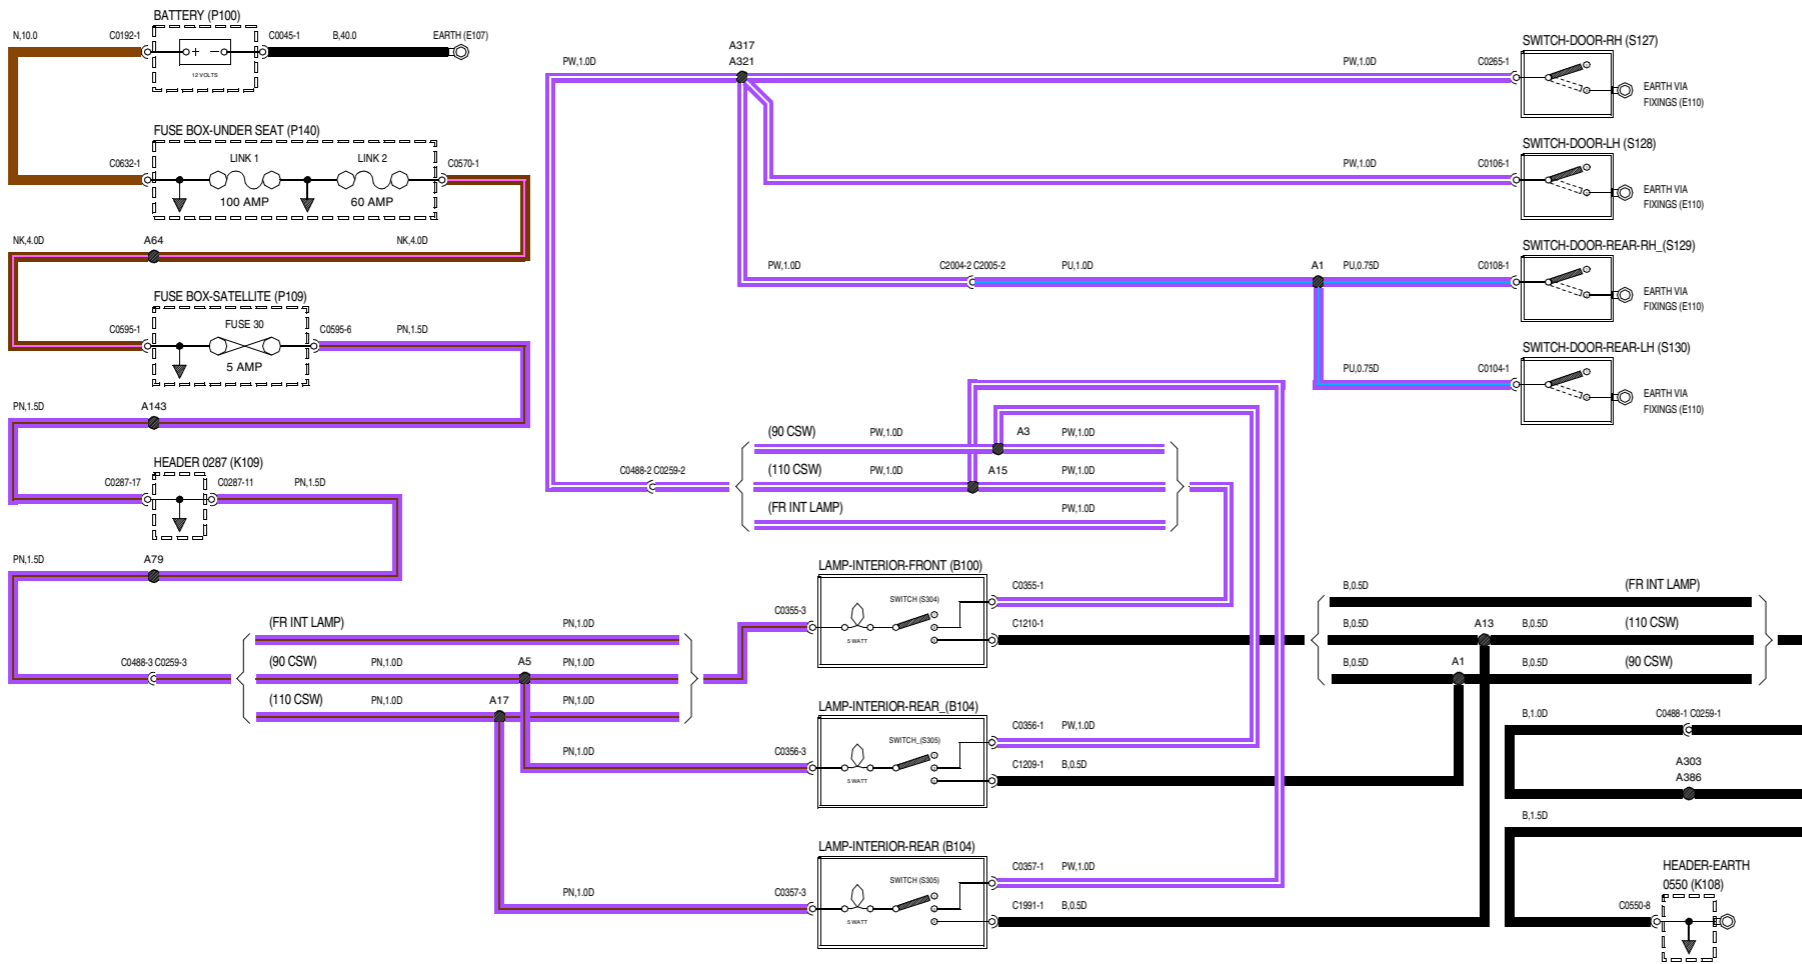 BATTERY (P100)
N,10.0
C0192-1
C0045-1
B,40.0
EARTH (E107)
+
–
12 VOLTS
FUSE BOX-UNDER SEAT (P140)
C0632-1
LINK 1
LINK 2
C0570-1
100 AMP
60 AMP
NK,4.0D
A64
NK,4.0D
FUSE BOX-SATELLITE (P109)
C0595-1
FUSE 30
C0595-6
PN,1.5D
5 AMP
PN,1.5D
A143
HEADER 0287 (K109)
C0287-17
C0287-11
PN,1.5D
PN,1.5D
A79
(FR INT LAMP)
PN,1.0D
C0488-3 C0259-3
(90 CSW)
PN,1.0D
A5
PN,1.0D
(110 CSW)
PN,1.0D
A17
PN,1.0D
PN,1.0D
C0356-3
PN,1.0D
C0357-3
PW,1.0D
A317
A321
PW,1.0D
C0265-1
SWITCH-DOOR-RH (S127)
EARTH VIA
FIXINGS (E110)
PW,1.0D
C0106-1
SWITCH-DOOR-LH (S128)
EARTH VIA
FIXINGS (E110)
PW,1.0D
C2004-2 C2005-2
PU,1.0D
A1
PU,0.75D
C0108-1
SWITCH-DOOR-REAR-RH_(S129)
EARTH VIA
FIXINGS (E110)
PU,0.75D
C0104-1
SWITCH-DOOR-REAR-LH (S130)
EARTH VIA
FIXINGS (E110)
(90 CSW)
PW,1.0D
A3
PW,1.0D
C0488-2 C0259-2
(110 CSW)
PW,1.0D
A15
PW,1.0D
(FR INT LAMP)
PW,1.0D
LAMP-INTERIOR-FRONT (B100)
C0355-3
SWITCH (S304)
5 WATT
C0355-1
C1210-1
LAMP-INTERIOR-REAR_(B104)
SWITCH_(S305)
5 WATT
C0356-1
PW,1.0D
C1209-1
B,0.5D
LAMP-INTERIOR-REAR (B104)
SWITCH (S305)
5 WATT
C0357-1
PW,1.0D
C1991-1
B,0.5D
B,0.5D
(FR INT LAMP)
B,0.5D
A13
B,0.5D
(110 CSW)
B,0.5D
A1
B,0.5D
(90 CSW)
B,1.0D
C0488-1 C0259-1
A303
A386
B,1.5D
HEADER-EARTH
0550 (K108)
C0550-8